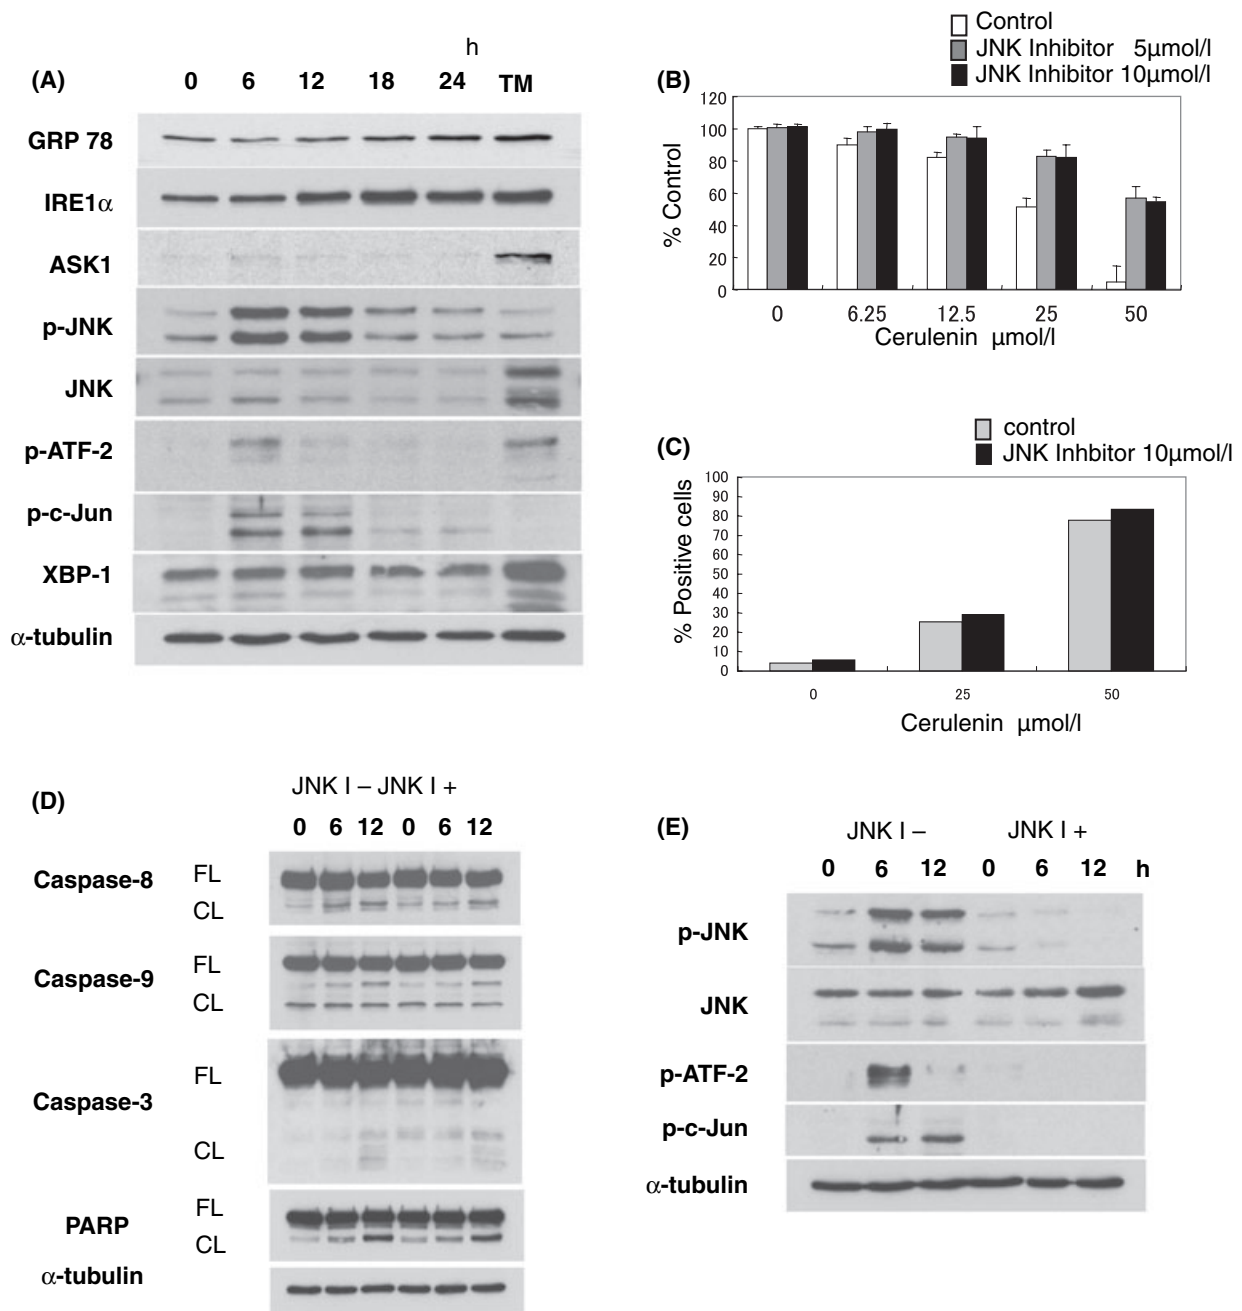 (A)
h
0 6 12 18 24 TM
GRP 78
IRE1α
ASK1
p-JNK
JNK
p-ATF-2
p-c-Jun
XBP-1
α-tubulin
(B)
Control
JNK Inhibitor 5μmol/l
JNK Inhibitor 10μmol/l
% Control
120
100
80
60
40
20
0
0 6.25 12.5 25 50
Cerulenin μmol/l
(C)
control
JNK Inhbitor 10μmol/l
% Positive cells
100
90
80
70
60
50
40
30
20
10
0
0 25 50
Cerulenin μmol/l
(D)
JNK I – JNK I +
0 6 12 0 6 12
Caspase-8 FL
CL
Caspase-9 FL
CL
Caspase-3 FL
CL
PARP FL
CL
α-tubulin
(E)
JNK I – JNK I +
0 6 12 0 6 12 h
p-JNK
JNK
p-ATF-2
p-c-Jun
α-tubulin